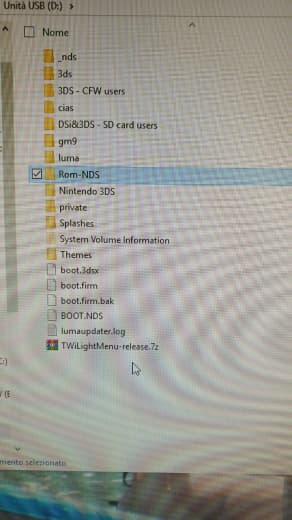 Unità USB (D:)
Nome
_nds
3ds
3DS - CFW users
cias
DSi&3DS - SD card users
gm9
luma
Rom-NDS
Nintendo 3DS
private
Splashes
System Volume Information
Themes
boot.3dsx
boot.firm
boot.firm.bak
BOOT.NDS
lumaupdater.log
TWiLightMenu-release.7z
mento selezionato